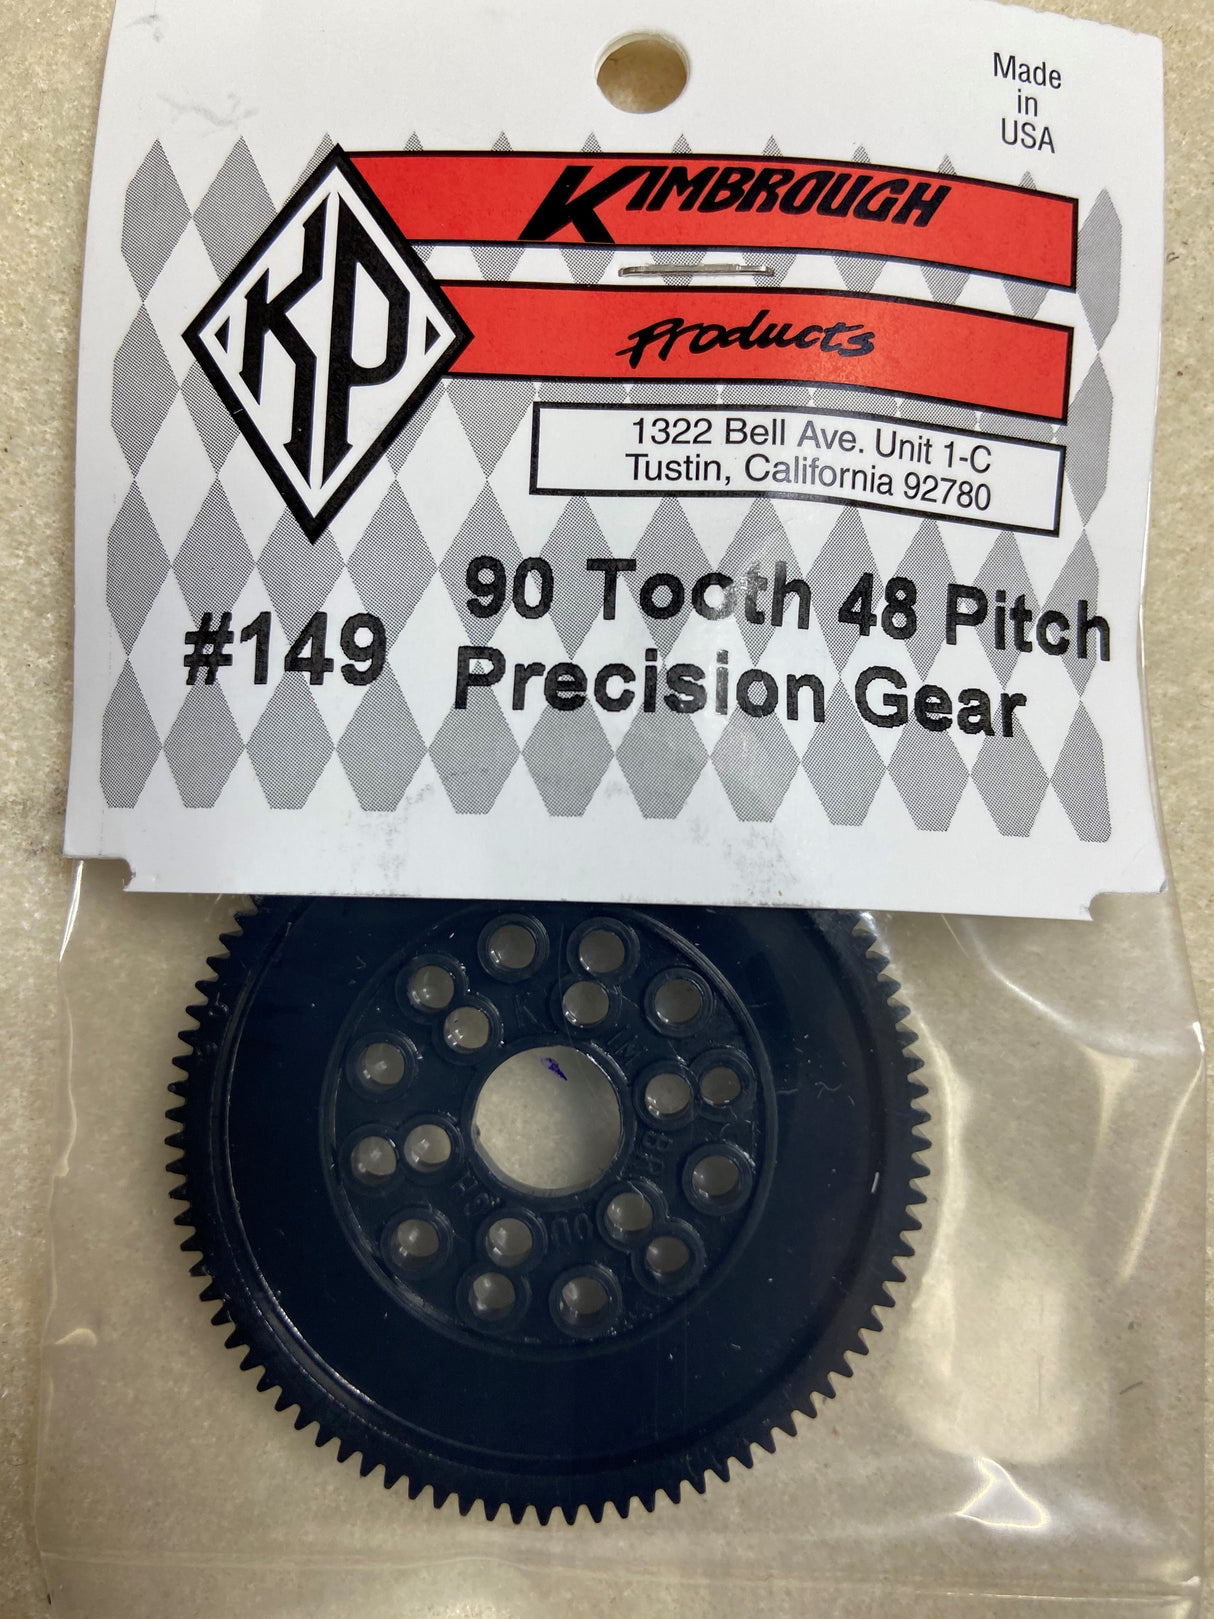 Made
in
USA
KP
KIMBROUGH
Products
1322 Bell Ave. Unit 1-C
Tustin, California 92780
#149
90 Tooth 48 Pitch
Precision Gear
KIMBROUGH